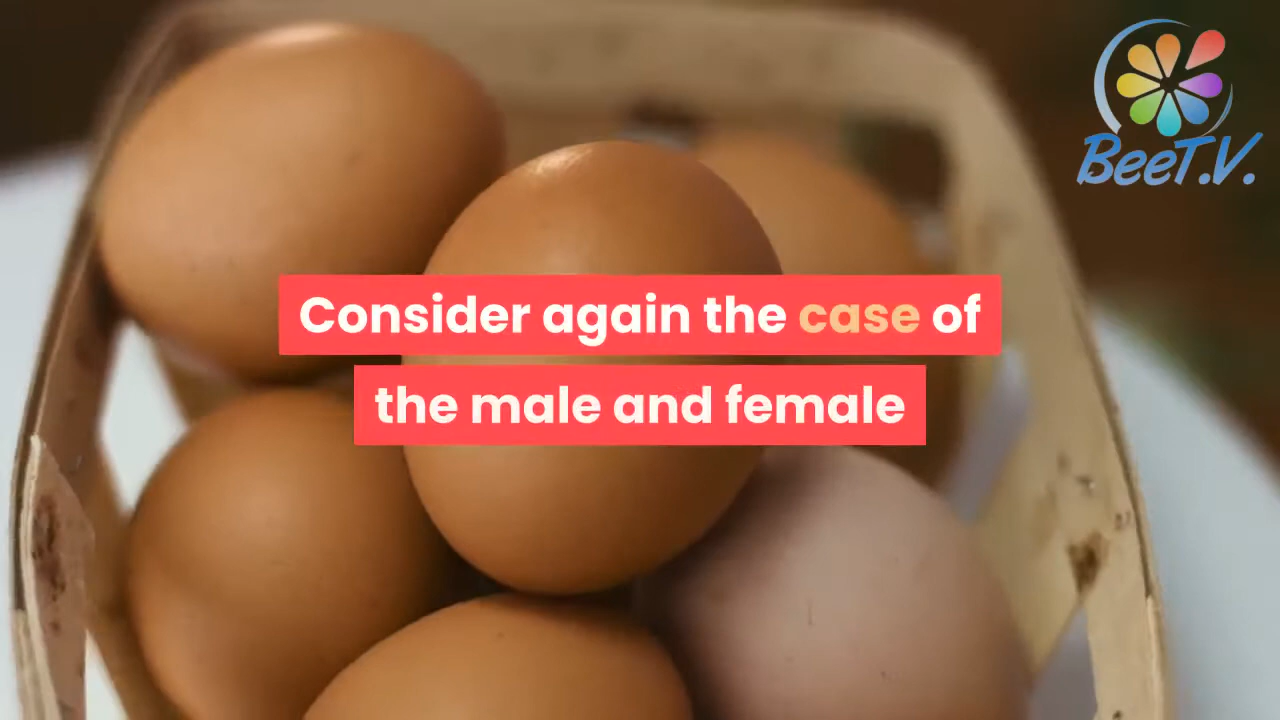 BeeT.V.
Consider again the case of
the male and female